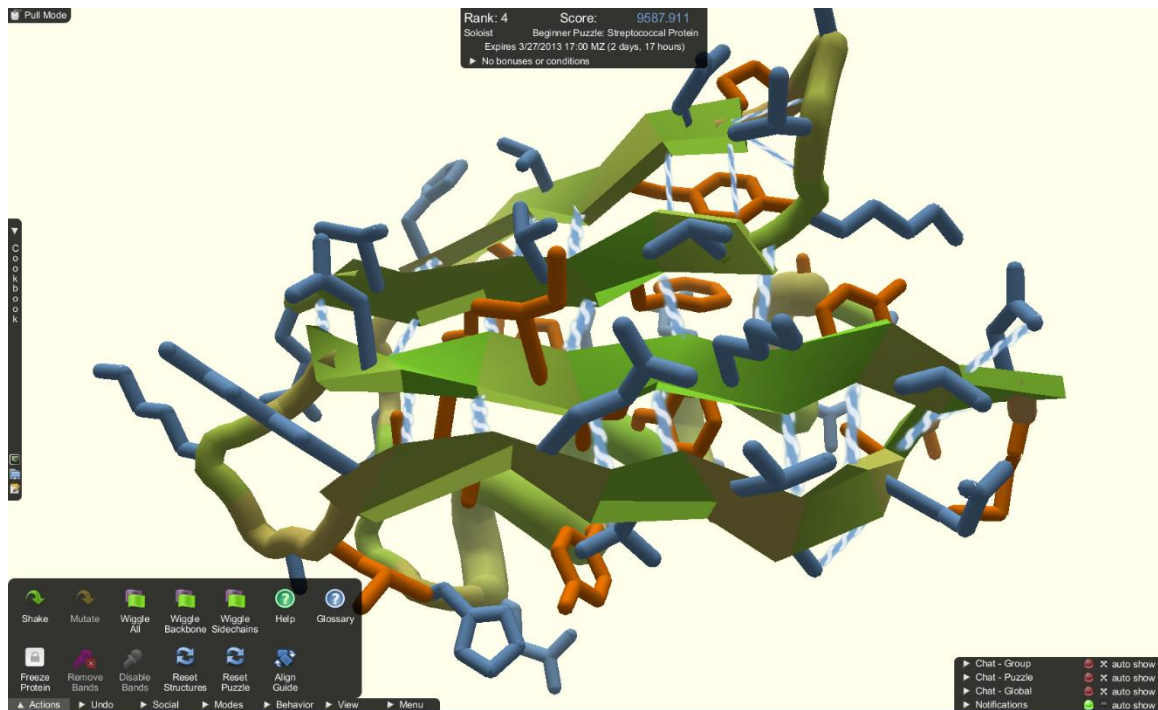 Pull Mode
Rank: 4 Score: 9587.911
Soloist Beginner Puzzle: Streptococcal Protein
Expires 3/27/2013 17:00 MZ (2 days, 17 hours)
No bonuses or conditions
Cookbook
Shake Mutate Wiggle All Wiggle Backbone Wiggle Sidechains Help Glossary
Freeze Protein Remove Bands Disable Bands Reset Structures Reset Puzzle Align Guide
Actions Undo Social Modes Behavior View Menu
Chat - Group auto show
Chat - Puzzle auto show
Chat - Global auto show
Notifications auto show